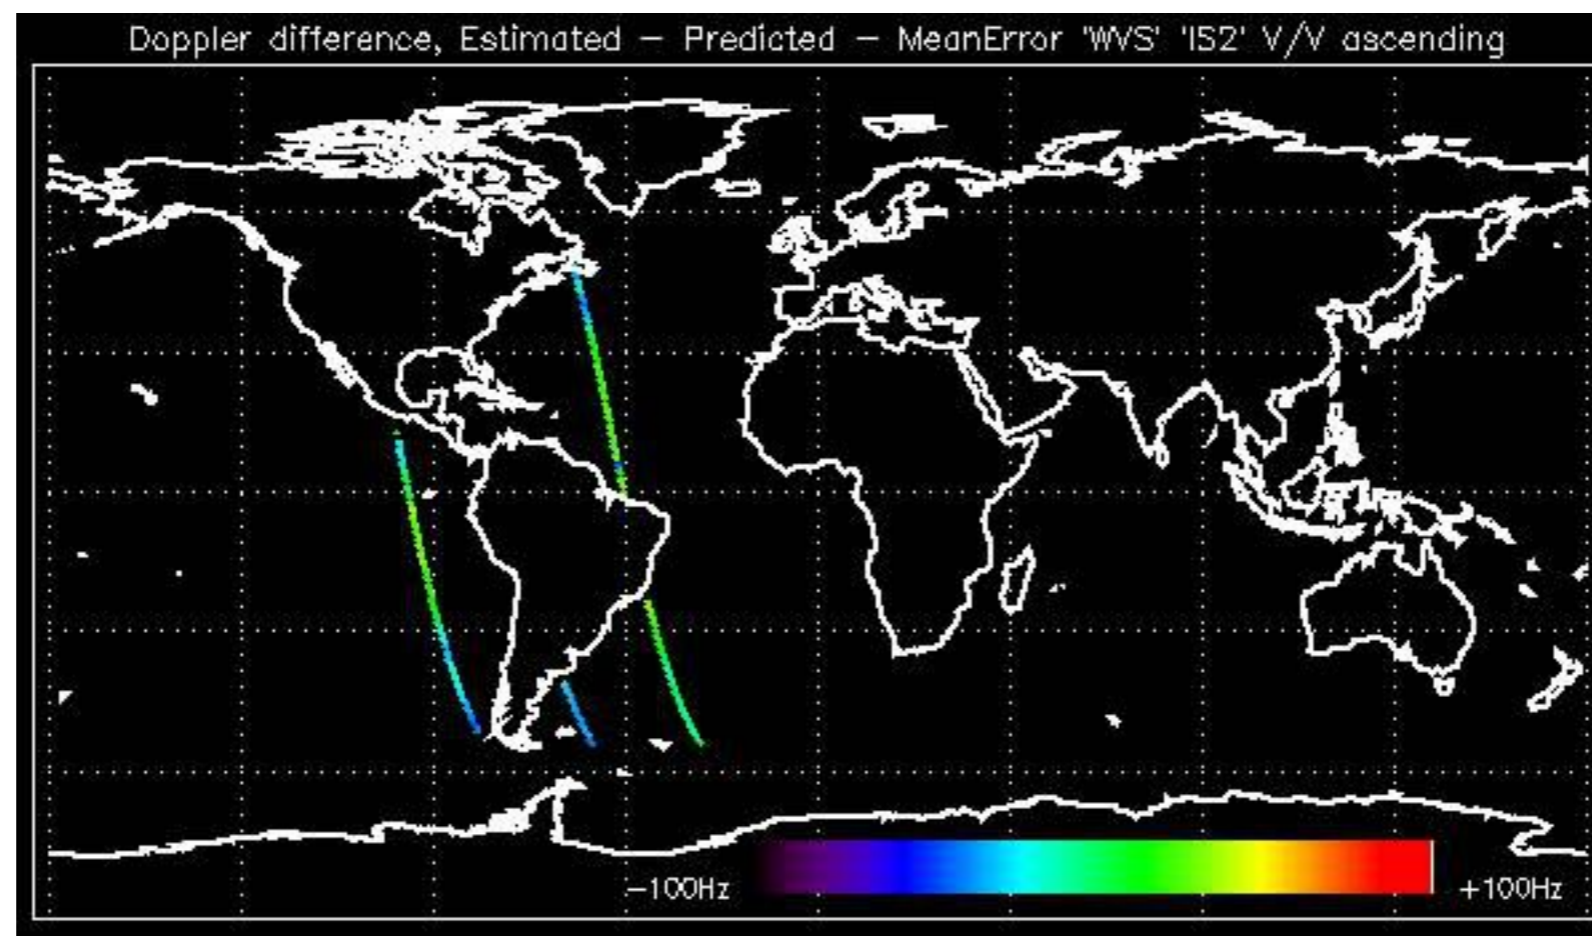 Doppler difference, Estimated – Predicted – MeanError 'WVS' 'IS2' V/V ascending
–100Hz +100Hz